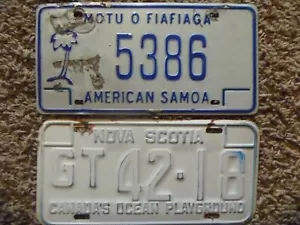 MOTU O FIAFIAGA
5386
AMERICAN SAMOA
NOVA SCOTIA
GT 42·18
CANADA'S OCEAN PLAYGROUND